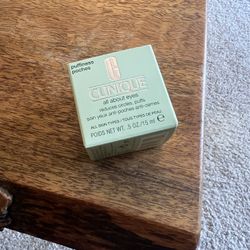 puffiness
poches
CLINIQUE
all about eyes
reduces circles, puffs
soin yeux anti-poches anti-cernes
ALL SKIN TYPES / TOUS TYPES DE PEAU
POIDS NET WT. .5 OZ/15 ml e